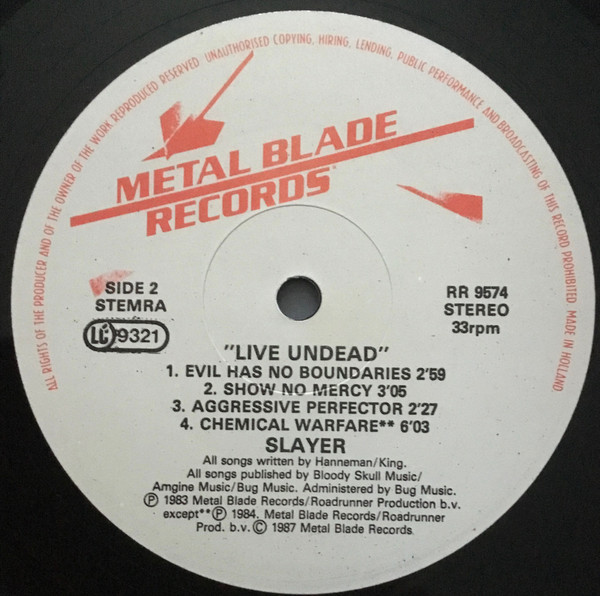 ALL RIGHTS OF THE PRODUCER AND OF THE OWNER OF THE WORK REPRODUCED RESERVED UNAUTHORISED COPYING, HIRING, LENDING, PUBLIC PERFORMANCE AND BROADCASTING OF THIS RECORD PROHIBITED MADE IN HOLLAND
METAL BLADE
RECORDS
SIDE 2
STEMRA
LC 9321
RR 9574
STEREO
33rpm
"LIVE UNDEAD"
1. EVIL HAS NO BOUNDARIES 2'59
2. SHOW NO MERCY 3'05
3. AGGRESSIVE PERFECTOR 2'27
4. CHEMICAL WARFARE** 6'03
SLAYER
All songs written by Hanneman/King.
All songs published by Bloody Skull Music/
Amgine Music/Bug Music. Administered by Bug Music.
Ⓟ 1983 Metal Blade Records/Roadrunner Production b.v.
except**Ⓟ 1984. Metal Blade Records/Roadrunner
Prod. b.v.Ⓒ 1987 Metal Blade Records.